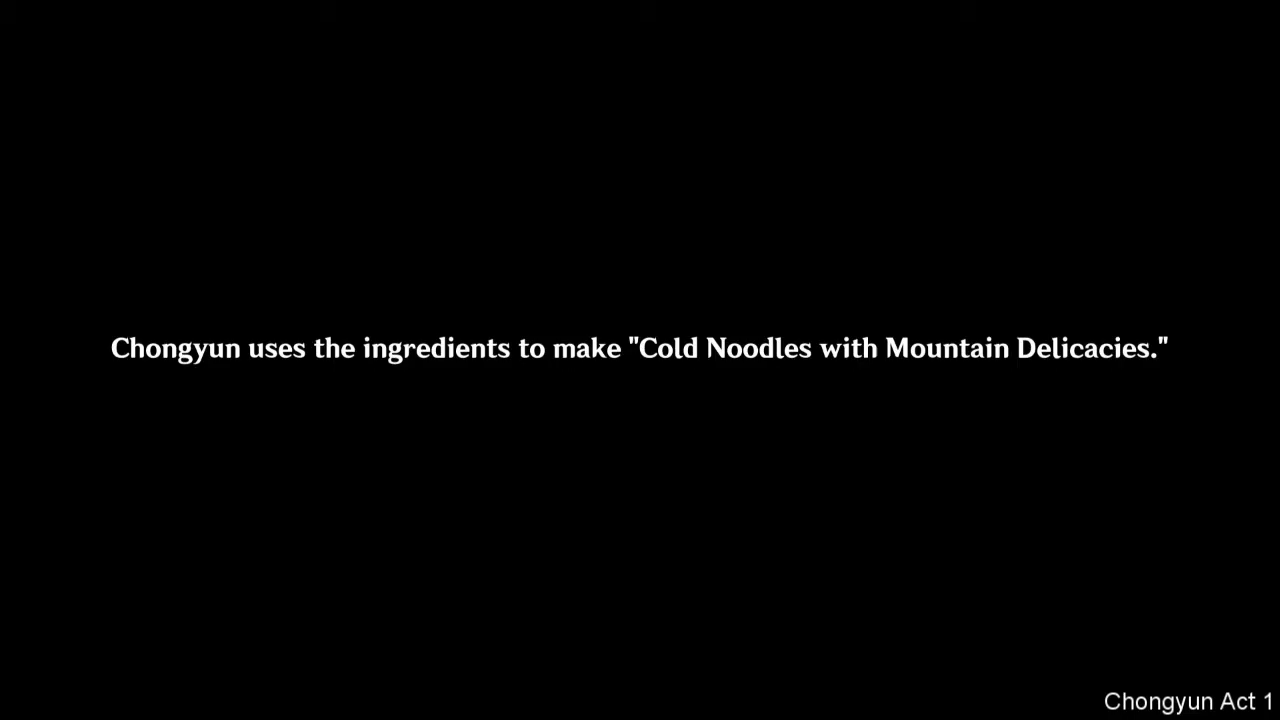 Chongyun uses the ingredients to make "Cold Noodles with Mountain Delicacies."
Chongyun Act 1